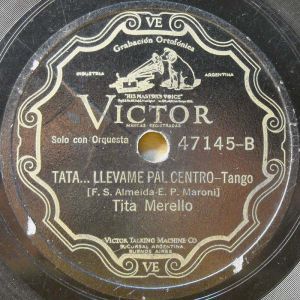 VE
Grabación Ortofónica
INDUSTRIA
ARGENTINA
"HIS MASTER'S VOICE"
VICTOR
MARCAS REGISTRADAS
Solo con Orquesta
47145-B
TATA... LLEVAME PAL CENTRO-Tango
[F. S. Almeida-E. P. Maroni]
Tita Merello
VICTOR TALKING MACHINE CO
SUCURSAL ARGENTINA,
BUENOS AIRES
VE